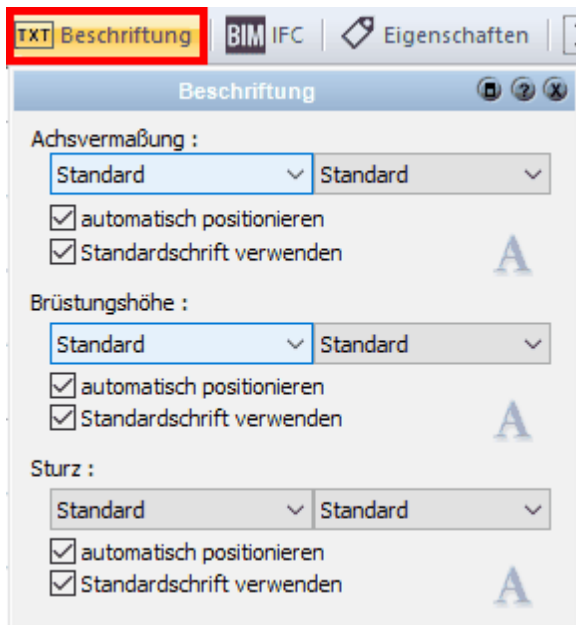 TXT Beschriftung BIM IFC Eigenschaften
Beschriftung
Achsvermaßung :
Standard Standard
automatisch positionieren
Standardschrift verwenden
A
Brüstungshöhe :
Standard Standard
automatisch positionieren
Standardschrift verwenden
A
Sturz :
Standard Standard
automatisch positionieren
Standardschrift verwenden
A